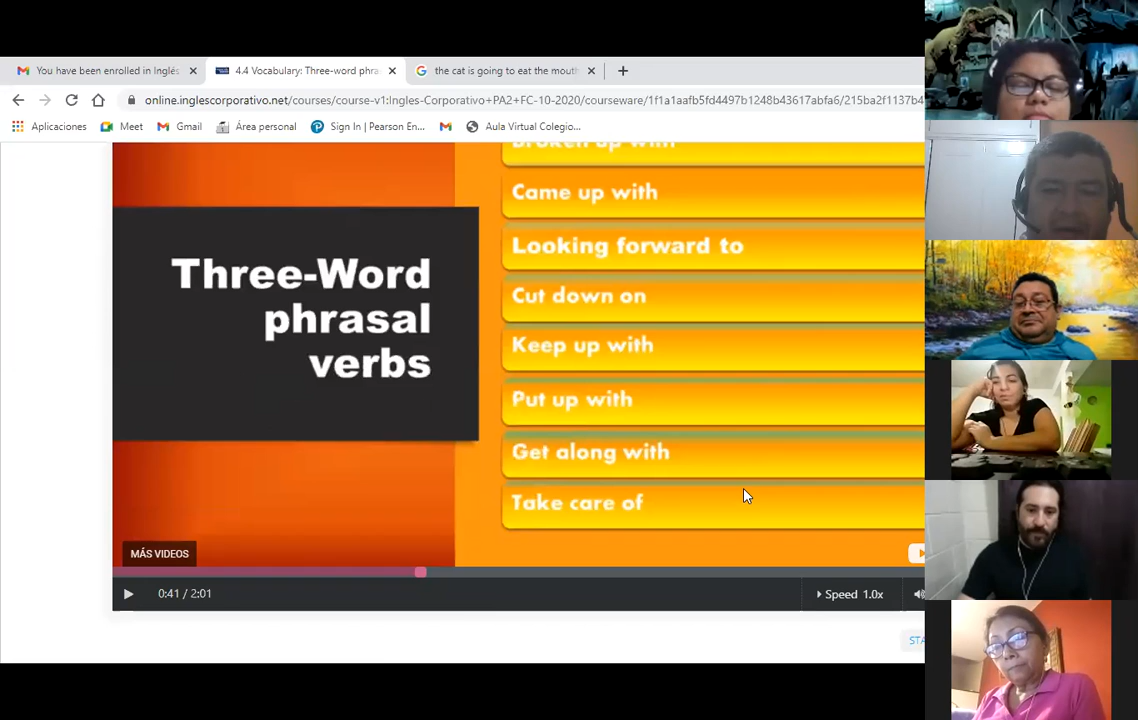 You have been enrolled in Inglés
4.4 Vocabulary: Three-word phra
the cat is going to eat the mouth
online.inglescorporativo.net/courses/course-v1:Ingles-Corporativo+PA2+FC-10-2020/courseware/1f1a1aafb5fd4497b1248b43617abfa6/215ba2f1137b4
Aplicaciones
Meet
Gmail
Área personal
Sign In | Pearson En...
Aula Virtual Colegio...
Broken up with
Came up with
Looking forward to
Cut down on
Keep up with
Put up with
Get along with
Take care of
Three-Word
phrasal
verbs
MÁS VIDEOS
0:41 / 2:01
Speed 1.0x
STA